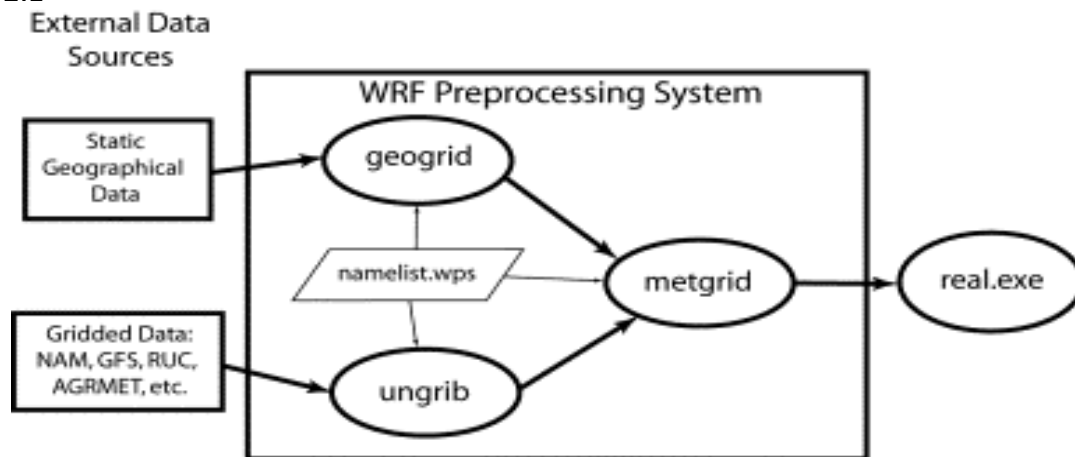 External Data
Sources
WRF Preprocessing System
Static
Geographical
Data
geogrid
namelist.wps
metgrid
real.exe
Gridded Data:
NAM, GFS, RUC,
AGRMET, etc.
ungrib